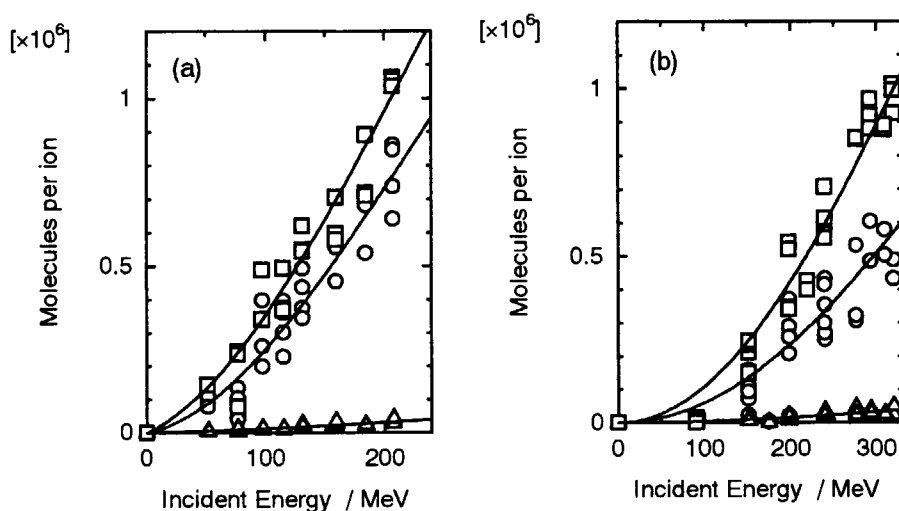 [×10⁶]
(a)
1
0.5
0
Molecules per ion
0 100 200
Incident Energy / MeV
[×10⁶]
(b)
1
0.5
0
Molecules per ion
0 100 200 300
Incident Energy / MeV